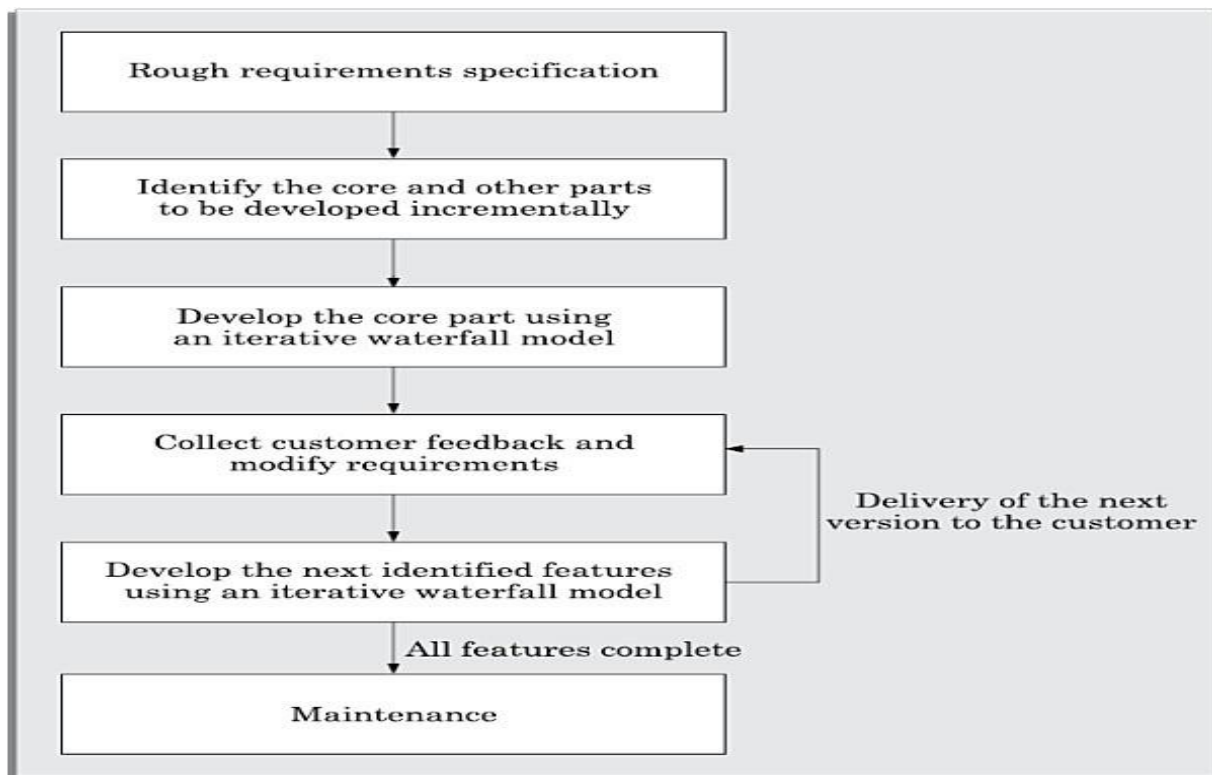 Rough requirements specification
Identify the core and other parts
to be developed incrementally
Develop the core part using
an iterative waterfall model
Collect customer feedback and
modify requirements
Delivery of the next
version to the customer
Develop the next identified features
using an iterative waterfall model
All features complete
Maintenance